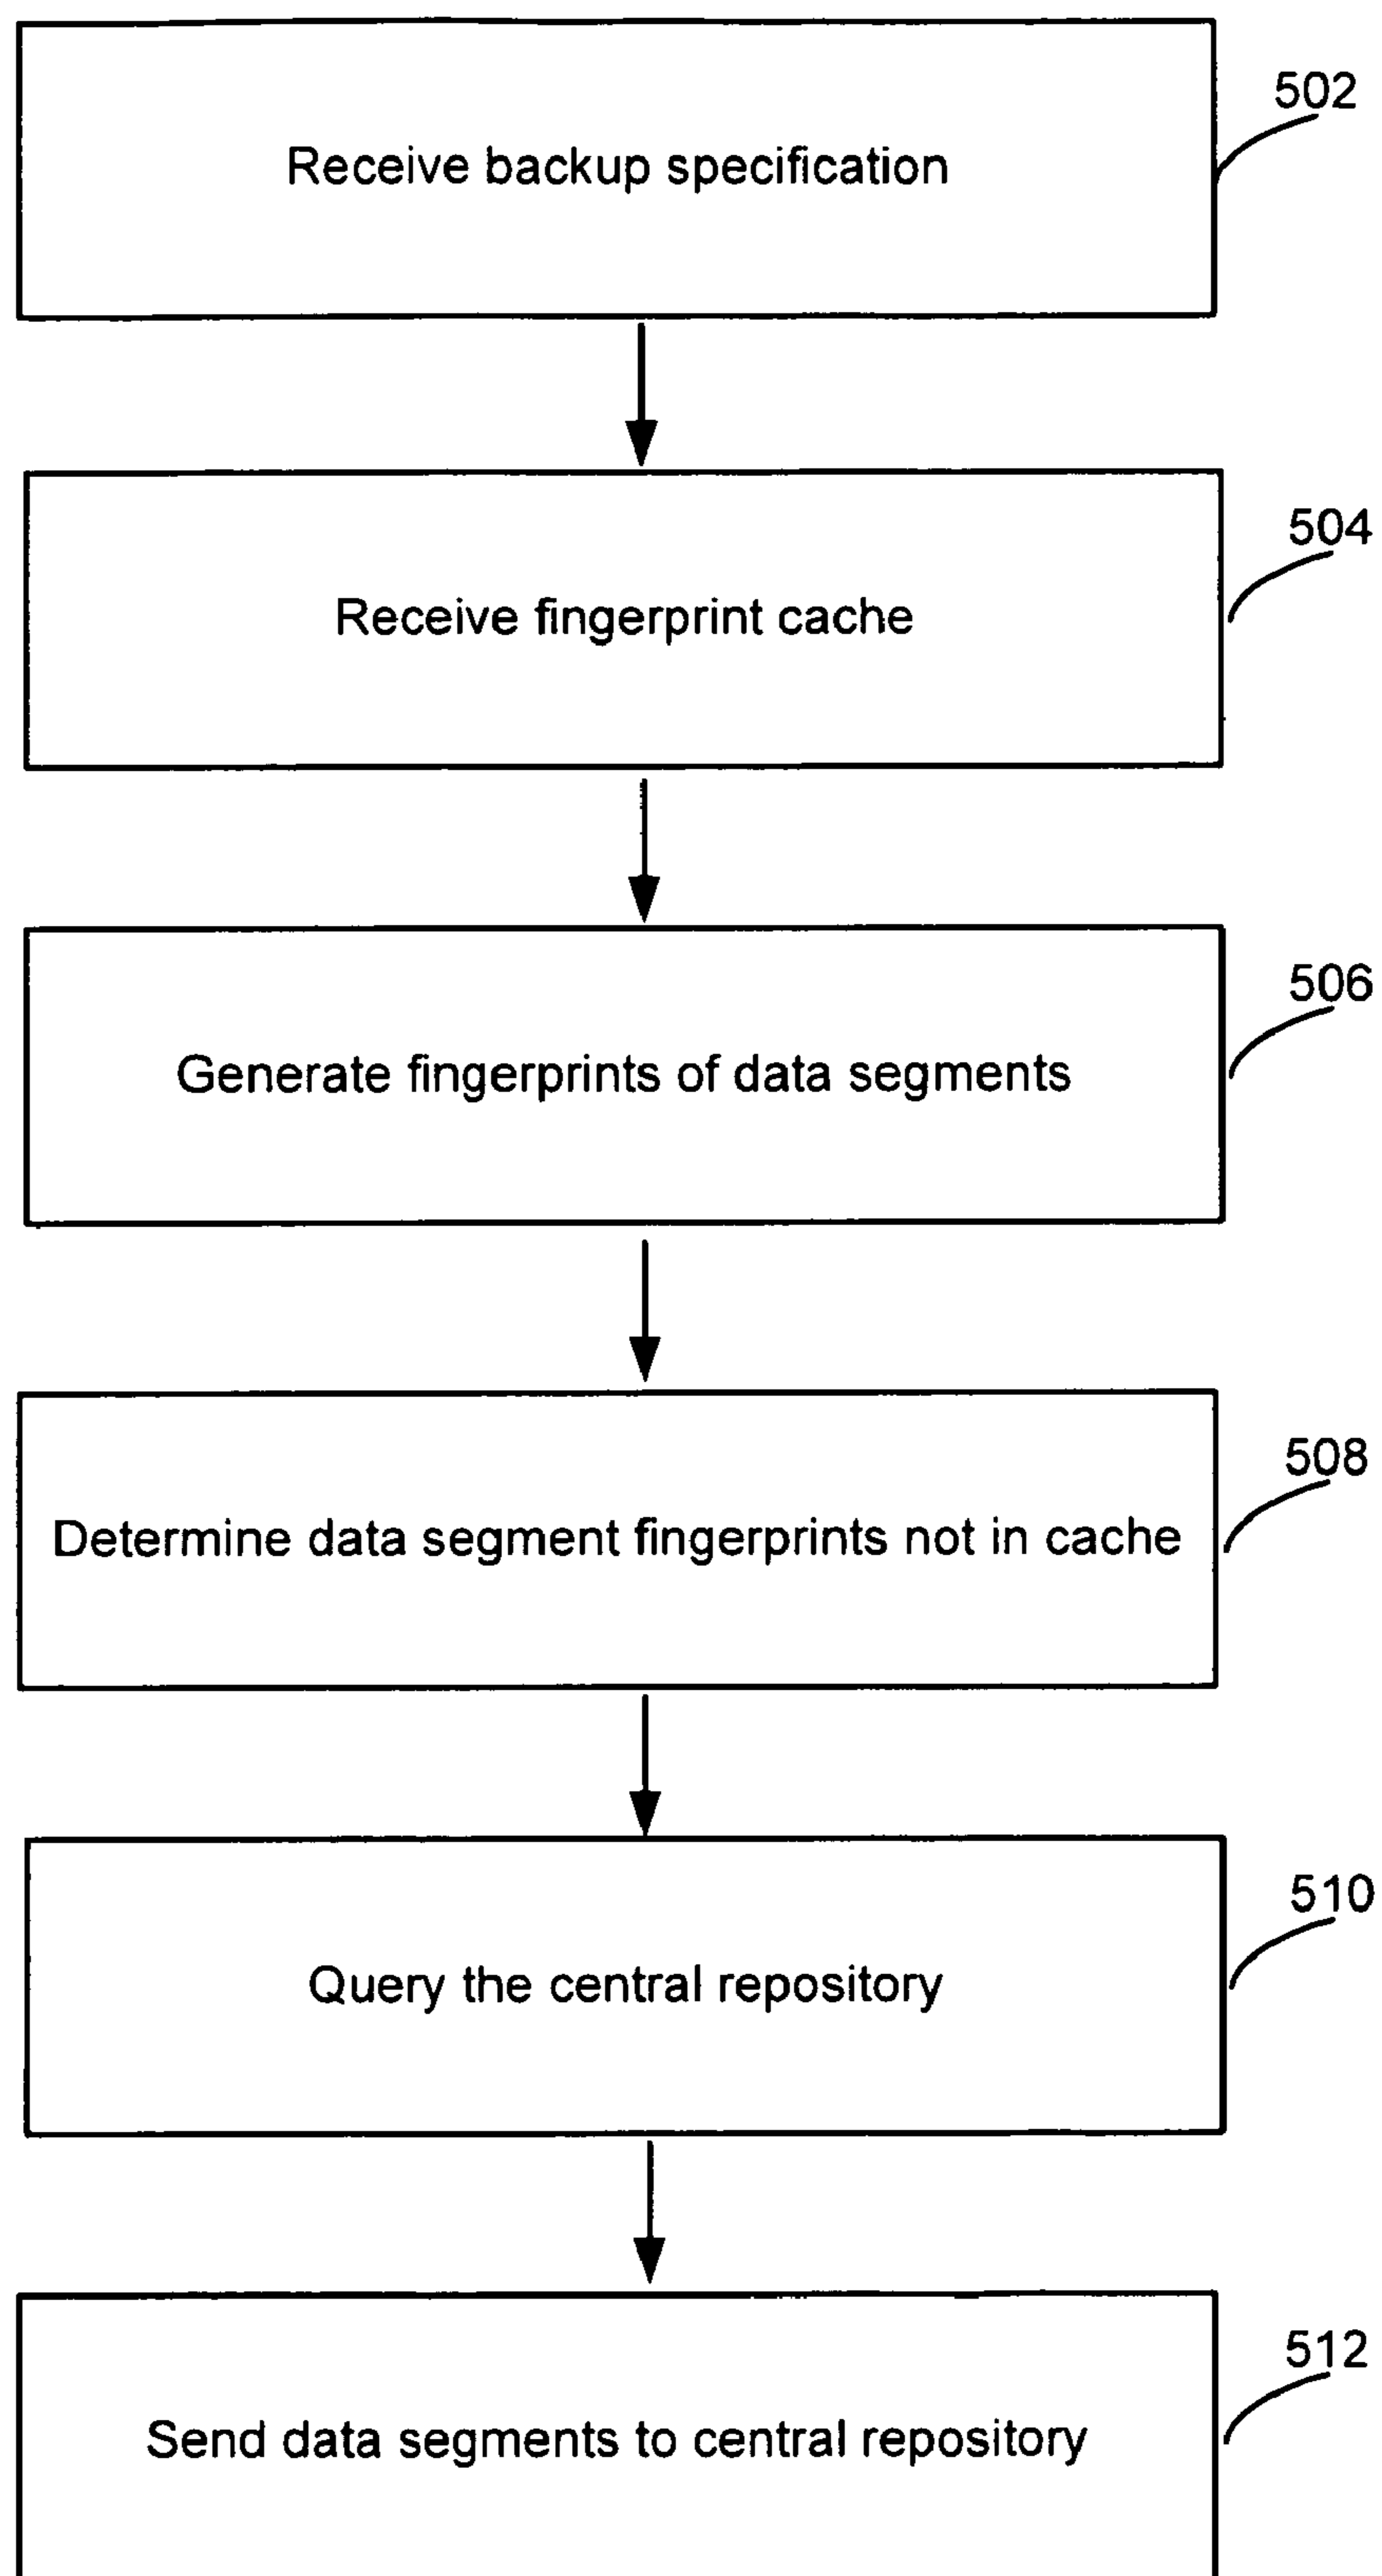 Receive backup specification
502
Receive fingerprint cache
504
Generate fingerprints of data segments
506
Determine data segment fingerprints not in cache
508
Query the central repository
510
Send data segments to central repository
512